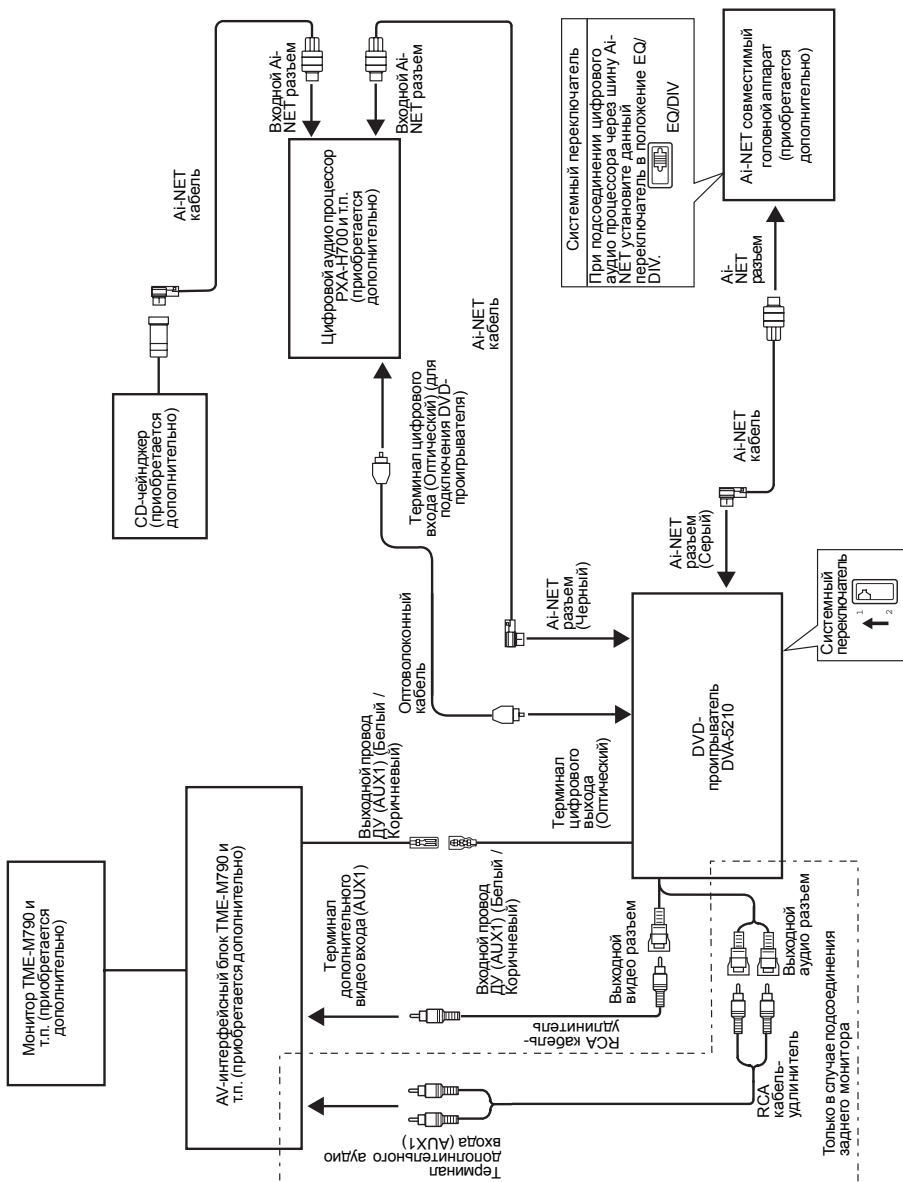 Монитор TME-M790 и
т.п. (приобретается
дополнительно)
AV-интерфейсный блок TME-M790 и
т.п. (приобретается дополнительно)
Терминал
дополнительного аудио
входа (AUX1)
Терминал
дополнительного
видео входа (AUX1)
Выходной провод
ДУ (AUX1) (Белый /
Коричневый)
Входной провод
ДУ (AUX1) (Белый /
Коричневый)
RCA кабель-
удлинитель
Выходной
видео разъем
Выходной
аудио разъем
RCA
кабель-
удлинитель
Только в случае подсоединения
заднего монитора
CD-чейнджер
(приобретается
дополнительно)
Ai-NET
кабель
Входной Ai-
NET разъем
Входной Ai-
NET разъем
Цифровой аудио процессор
PXA-H700 и т.п.
(приобретается
дополнительно)
Терминал цифрового
входа (Оптический) (для
подключения DVD-
проигрывателя)
Оптоволоконный
кабель
Терминал
цифрового
выхода
(Оптический)
Ai-NET
кабель
Ai-NET
разъем
(Черный)
DVD-
проигрыватель
DVA-5210
Системный
переключатель
1
2
Ai-NET
разъем
(Серый)
Ai-NET
кабель
Ai-
NET
разъем
Системный переключатель
При подсоединении цифрового
аудио процессора через шину Ai-
NET установите данный
переключатель в положение EQ/
DIV.
EQ/DIV
Ai-NET совместимый
головной аппарат
(приобретается
дополнительно)